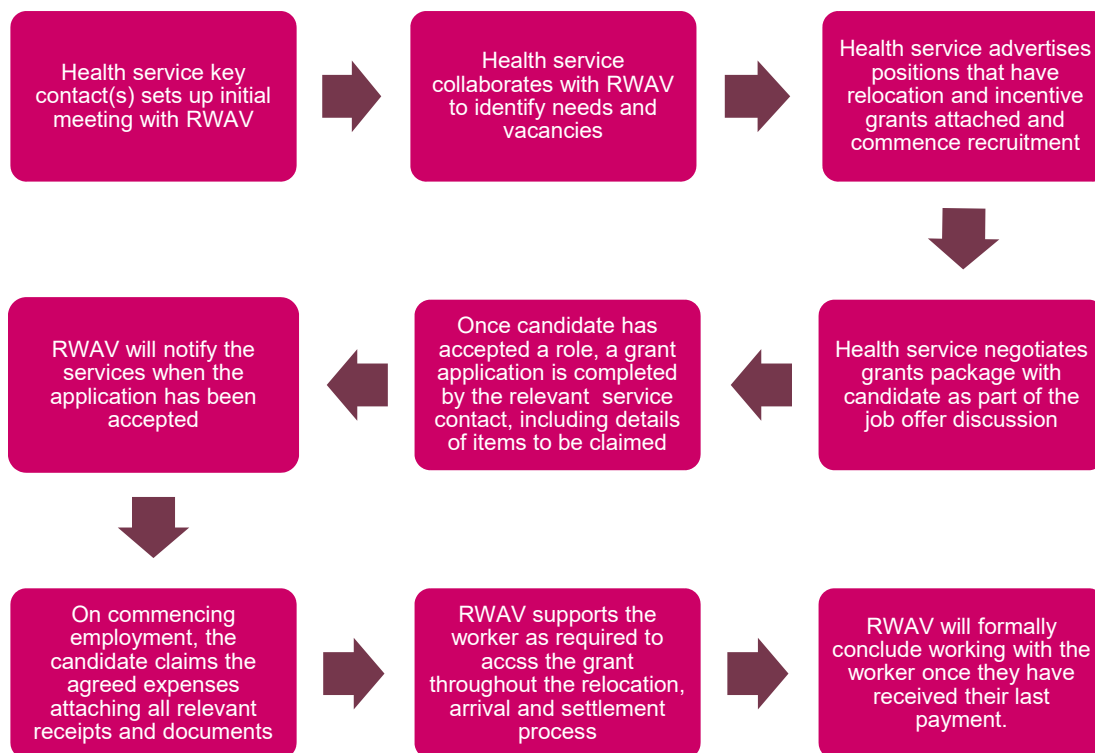 Health service key
contact(s) sets up initial
meeting with RWAV
Health service
collaborates with RWAV
to identify needs and
vacancies
Health service advertises
positions that have
relocation and incentive
grants attached and
commence recruitment
Health service negotiates
grants package with
candidate as part of the
job offer discussion
Once candidate has
accepted a role, a grant
application is completed
by the relevant  service
contact, including details
of items to be claimed
RWAV will notify the
services when the
application has been
accepted
On commencing
employment, the
candidate claims the
agreed expenses
attaching all relevant
receipts and documents
RWAV supports the
worker as required to
accss the grant
throughout the relocation,
arrival and settlement
process
RWAV will formally
conclude working with the
worker once they have
received their last
payment.